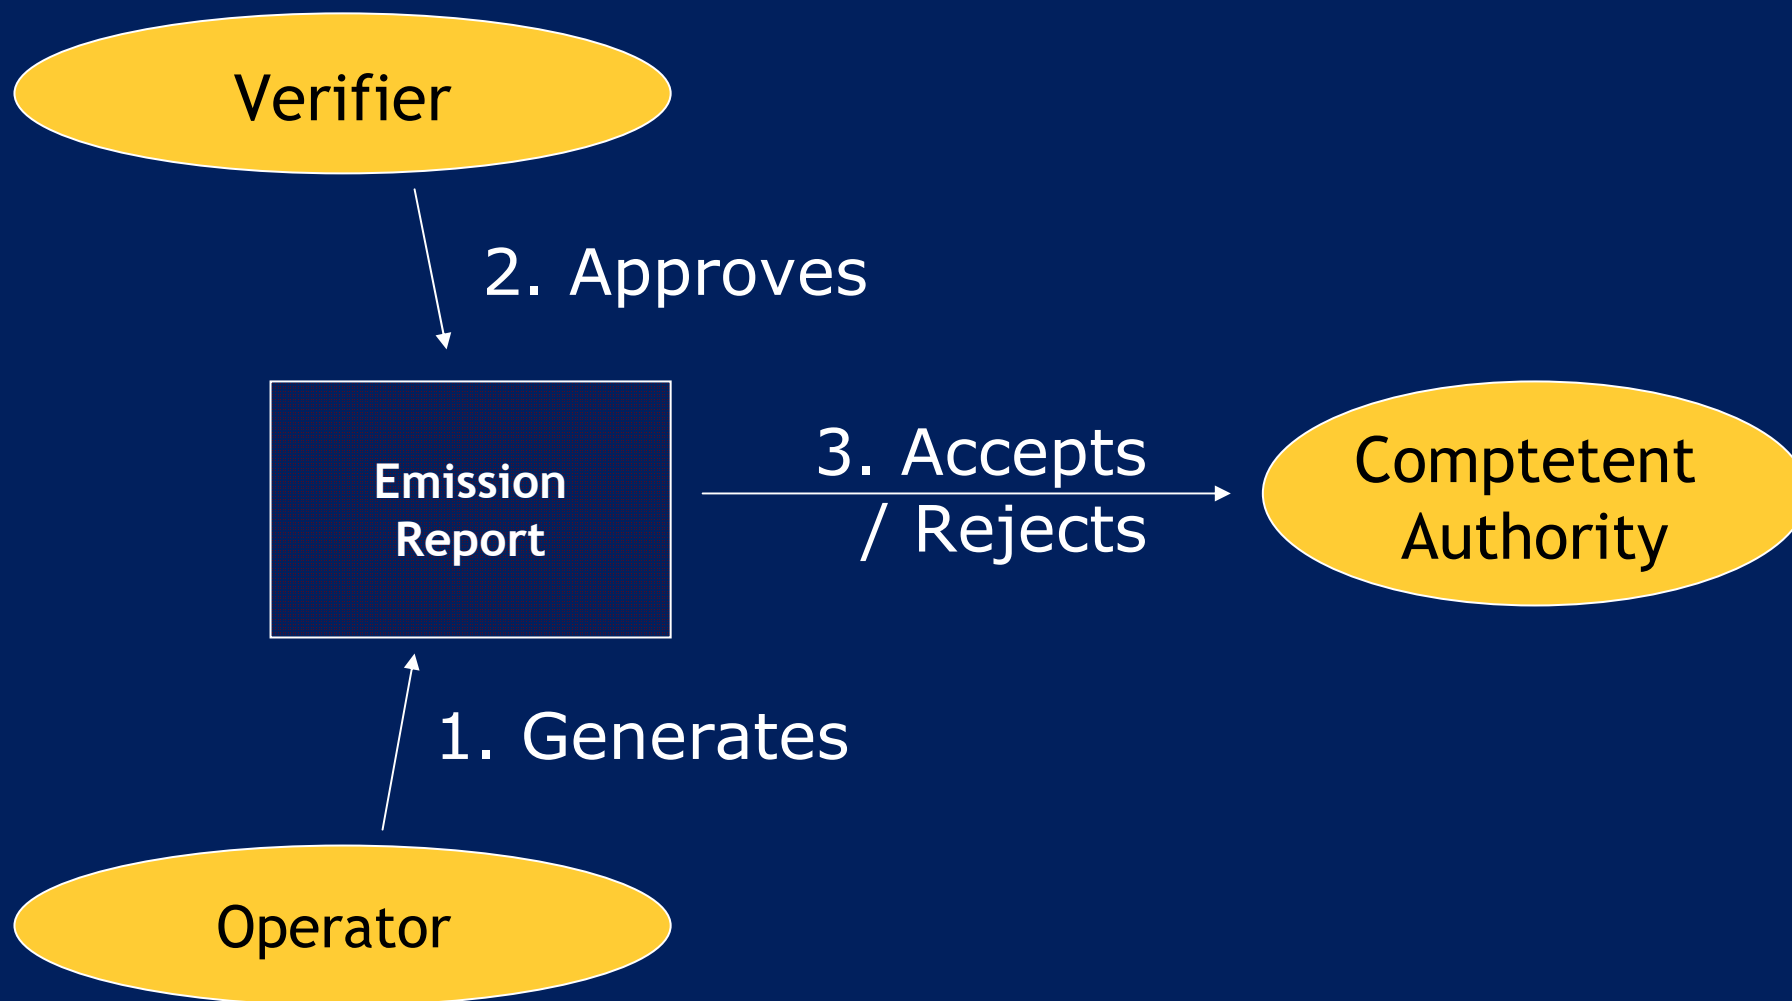 Verifier
2. Approves
Emission
Report
3. Accepts
/ Rejects
Comptetent
Authority
1. Generates
Operator